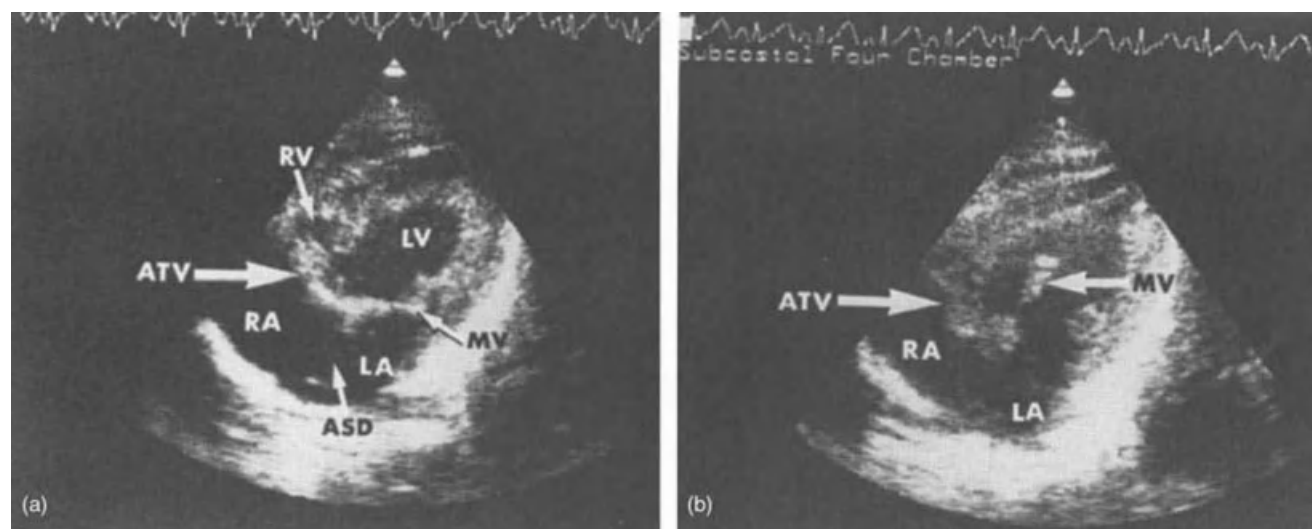 RV
LV
ATV
RA
LA
MV
ASD
(a)
Subcostal Four Chamber
ATV
MV
RA
LA
(b)